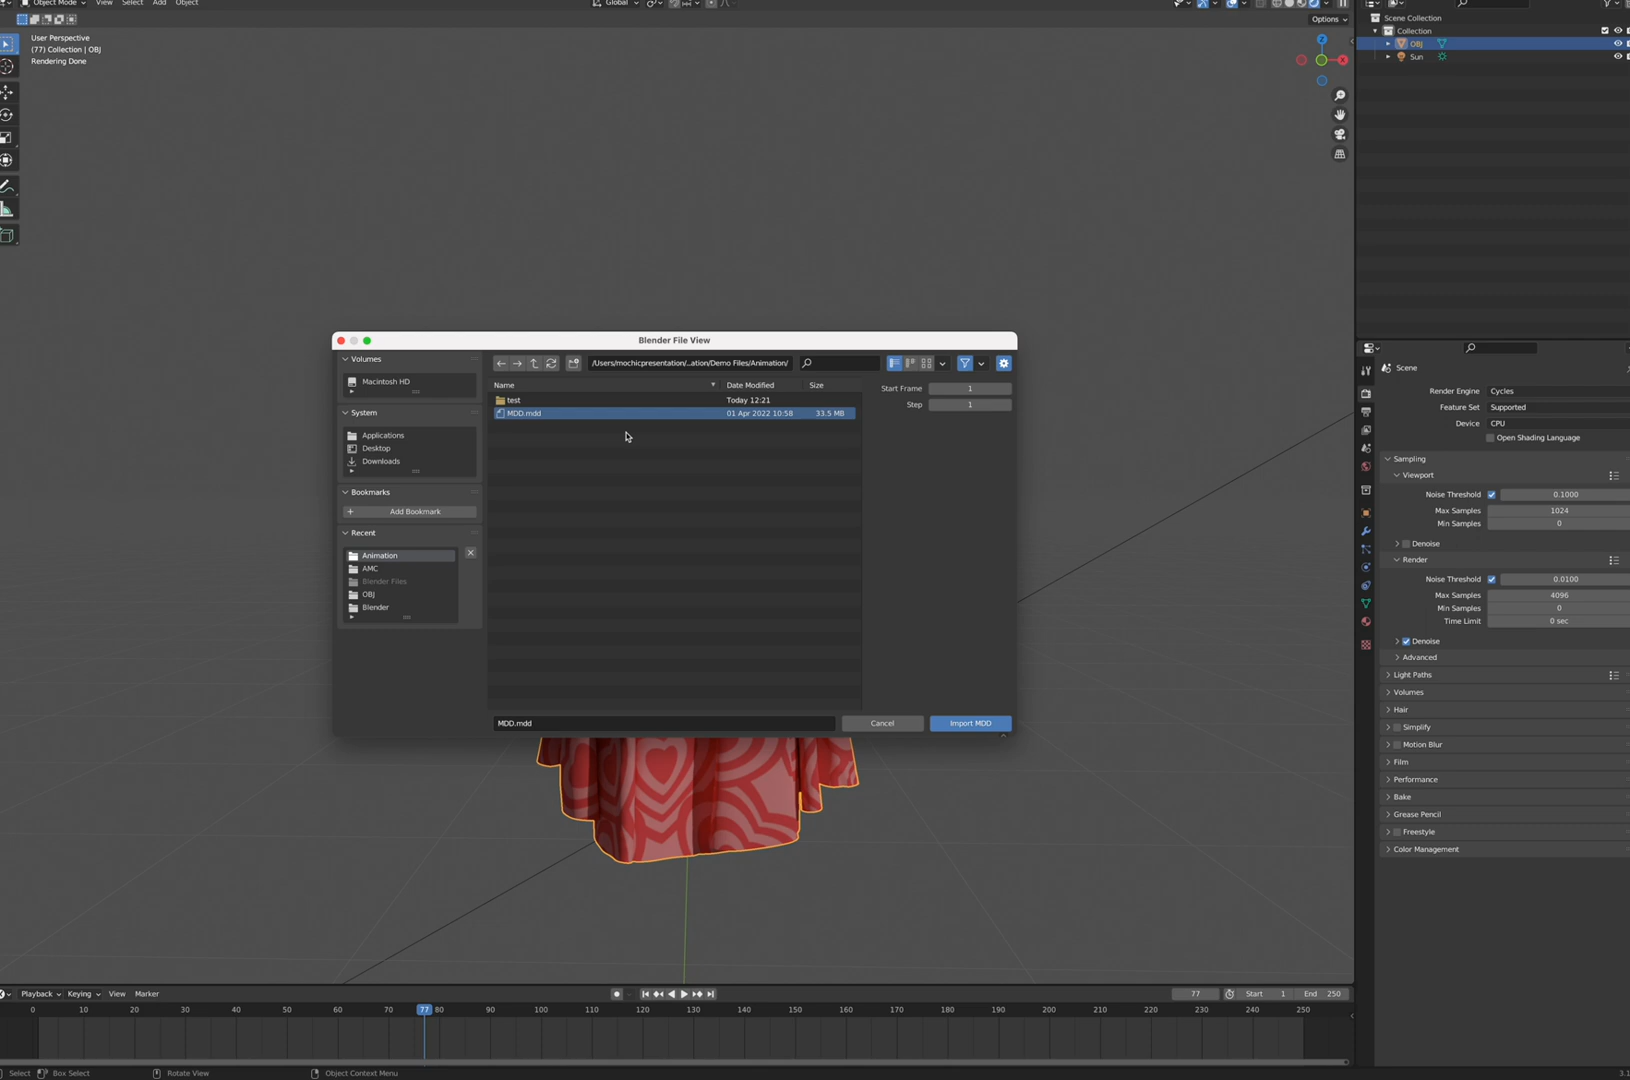 Object Mode View Select Add Object Global
Options
User Perspective
(77) Collection | OBJ
Rendering Done
Z
X
Scene Collection
Collection
OBJ
Sun
Blender File View
Volumes
Macintosh HD
System
Applications
Desktop
Downloads
Bookmarks
Add Bookmark
Recent
Animation
AMC
Blender Files
OBJ
Blender
/Users/mochicpresentation/...ation/Demo Files/Animation/
Name Date Modified Size
test Today 12:21
MDD.mdd 01 Apr 2022 10:58 33.5 MB
Start Frame 1
Step 1
MDD.mdd Cancel Import MDD
Scene
Render Engine Cycles
Feature Set Supported
Device CPU
Open Shading Language
Sampling
Viewport
Noise Threshold 0.1000
Max Samples 1024
Min Samples 0
Denoise
Render
Noise Threshold 0.0100
Max Samples 4096
Min Samples 0
Time Limit 0 sec
Denoise
Advanced
Light Paths
Volumes
Hair
Simplify
Motion Blur
Film
Performance
Bake
Grease Pencil
Freestyle
Color Management
Playback Keying View Marker 77 Start 1 End 250
0 10 20 30 40 50 60 70 77 80 90 100 110 120 130 140 150 160 170 180 190 200 210 220 230 240 250
Select Box Select Rotate View Object Context Menu 3.1